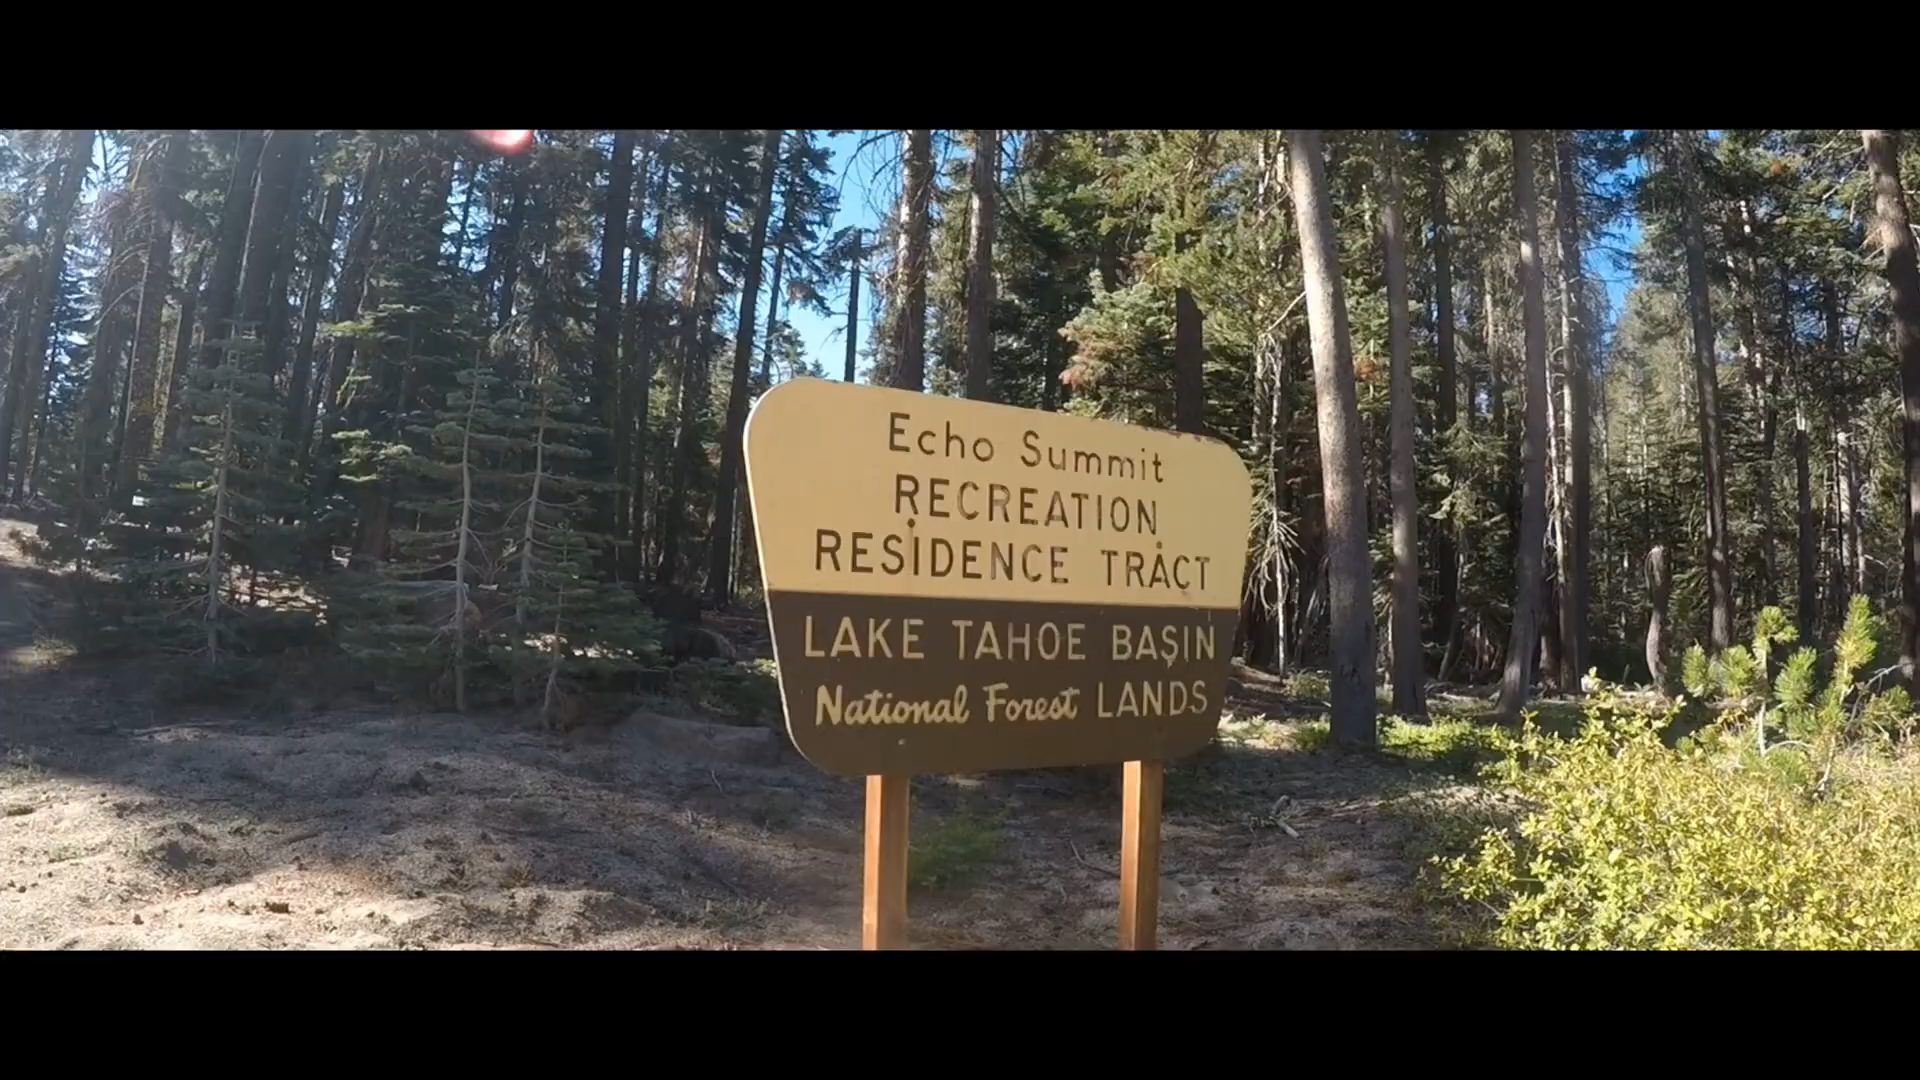 Echo Summit
RECREATION
RESIDENCE TRACT
LAKE TAHOE BASIN
National Forest LANDS